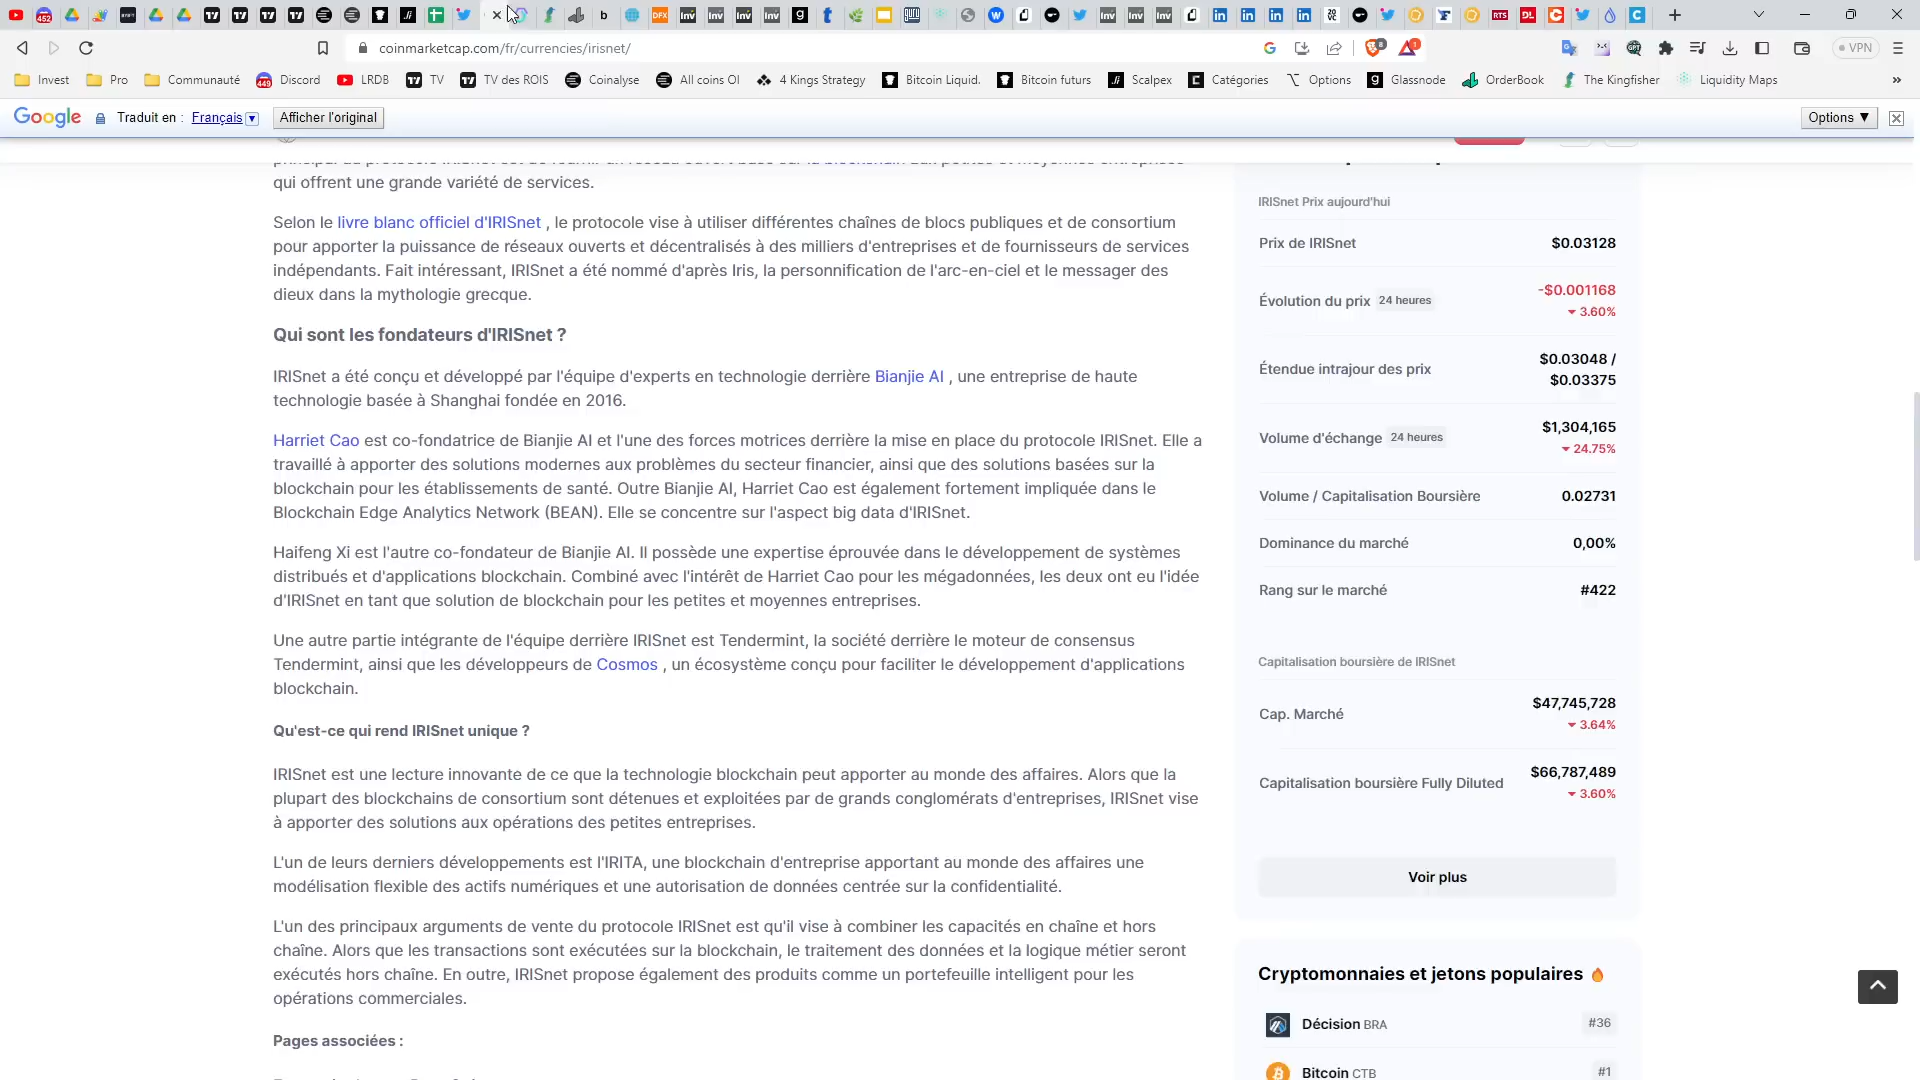 coinmarketcap.com/fr/currencies/irisnet/
VPN
Invest
Pro
Communauté
Discord
LRDB
TV
TV des ROIS
Coinalyse
All coins OI
4 Kings Strategy
Bitcoin Liquid.
Bitcoin futurs
Scalpex
Catégories
Options
Glassnode
OrderBook
The Kingfisher
Liquidity Maps
»
Google
Traduit en :
Français
Afficher l'original
Options ▼
qui offrent une grande variété de services.
Selon le livre blanc officiel d'IRISnet , le protocole vise à utiliser différentes chaînes de blocs publiques et de consortium
pour apporter la puissance de réseaux ouverts et décentralisés à des milliers d'entreprises et de fournisseurs de services
indépendants. Fait intéressant, IRISnet a été nommé d'après Iris, la personnification de l'arc-en-ciel et le messager des
dieux dans la mythologie grecque.
Qui sont les fondateurs d'IRISnet ?
IRISnet a été conçu et développé par l'équipe d'experts en technologie derrière Bianjie AI , une entreprise de haute
technologie basée à Shanghai fondée en 2016.
Harriet Cao est co-fondatrice de Bianjie AI et l'une des forces motrices derrière la mise en place du protocole IRISnet. Elle a
travaillé à apporter des solutions modernes aux problèmes du secteur financier, ainsi que des solutions basées sur la
blockchain pour les établissements de santé. Outre Bianjie AI, Harriet Cao est également fortement impliquée dans le
Blockchain Edge Analytics Network (BEAN). Elle se concentre sur l'aspect big data d'IRISnet.
Haifeng Xi est l'autre co-fondateur de Bianjie AI. Il possède une expertise éprouvée dans le développement de systèmes
distribués et d'applications blockchain. Combiné avec l'intérêt de Harriet Cao pour les mégadonnées, les deux ont eu l'idée
d'IRISnet en tant que solution de blockchain pour les petites et moyennes entreprises.
Une autre partie intégrante de l'équipe derrière IRISnet est Tendermint, la société derrière le moteur de consensus
Tendermint, ainsi que les développeurs de Cosmos , un écosystème conçu pour faciliter le développement d'applications
blockchain.
Qu'est-ce qui rend IRISnet unique ?
IRISnet est une lecture innovante de ce que la technologie blockchain peut apporter au monde des affaires. Alors que la
plupart des blockchains de consortium sont détenues et exploitées par de grands conglomérats d'entreprises, IRISnet vise
à apporter des solutions aux opérations des petites entreprises.
L'un de leurs derniers développements est l'IRITA, une blockchain d'entreprise apportant au monde des affaires une
modélisation flexible des actifs numériques et une autorisation de données centrée sur la confidentialité.
L'un des principaux arguments de vente du protocole IRISnet est qu'il vise à combiner les capacités en chaîne et hors
chaîne. Alors que les transactions sont exécutées sur la blockchain, le traitement des données et la logique métier seront
exécutés hors chaîne. En outre, IRISnet propose également des produits comme un portefeuille intelligent pour les
opérations commerciales.
Pages associées :
IRISnet Prix aujourd'hui
Prix de IRISnet
$0.03128
Évolution du prix 24 heures
-$0.001168
3.60%
Étendue intrajour des prix
$0.03048 /
$0.03375
Volume d'échange 24 heures
$1,304,165
24.75%
Volume / Capitalisation Boursière
0.02731
Dominance du marché
0,00%
Rang sur le marché
#422
Capitalisation boursière de IRISnet
Cap. Marché
$47,745,728
3.64%
Capitalisation boursière Fully Diluted
$66,787,489
3.60%
Voir plus
Cryptomonnaies et jetons populaires
Décision BRA
#36
Bitcoin CTB
#1